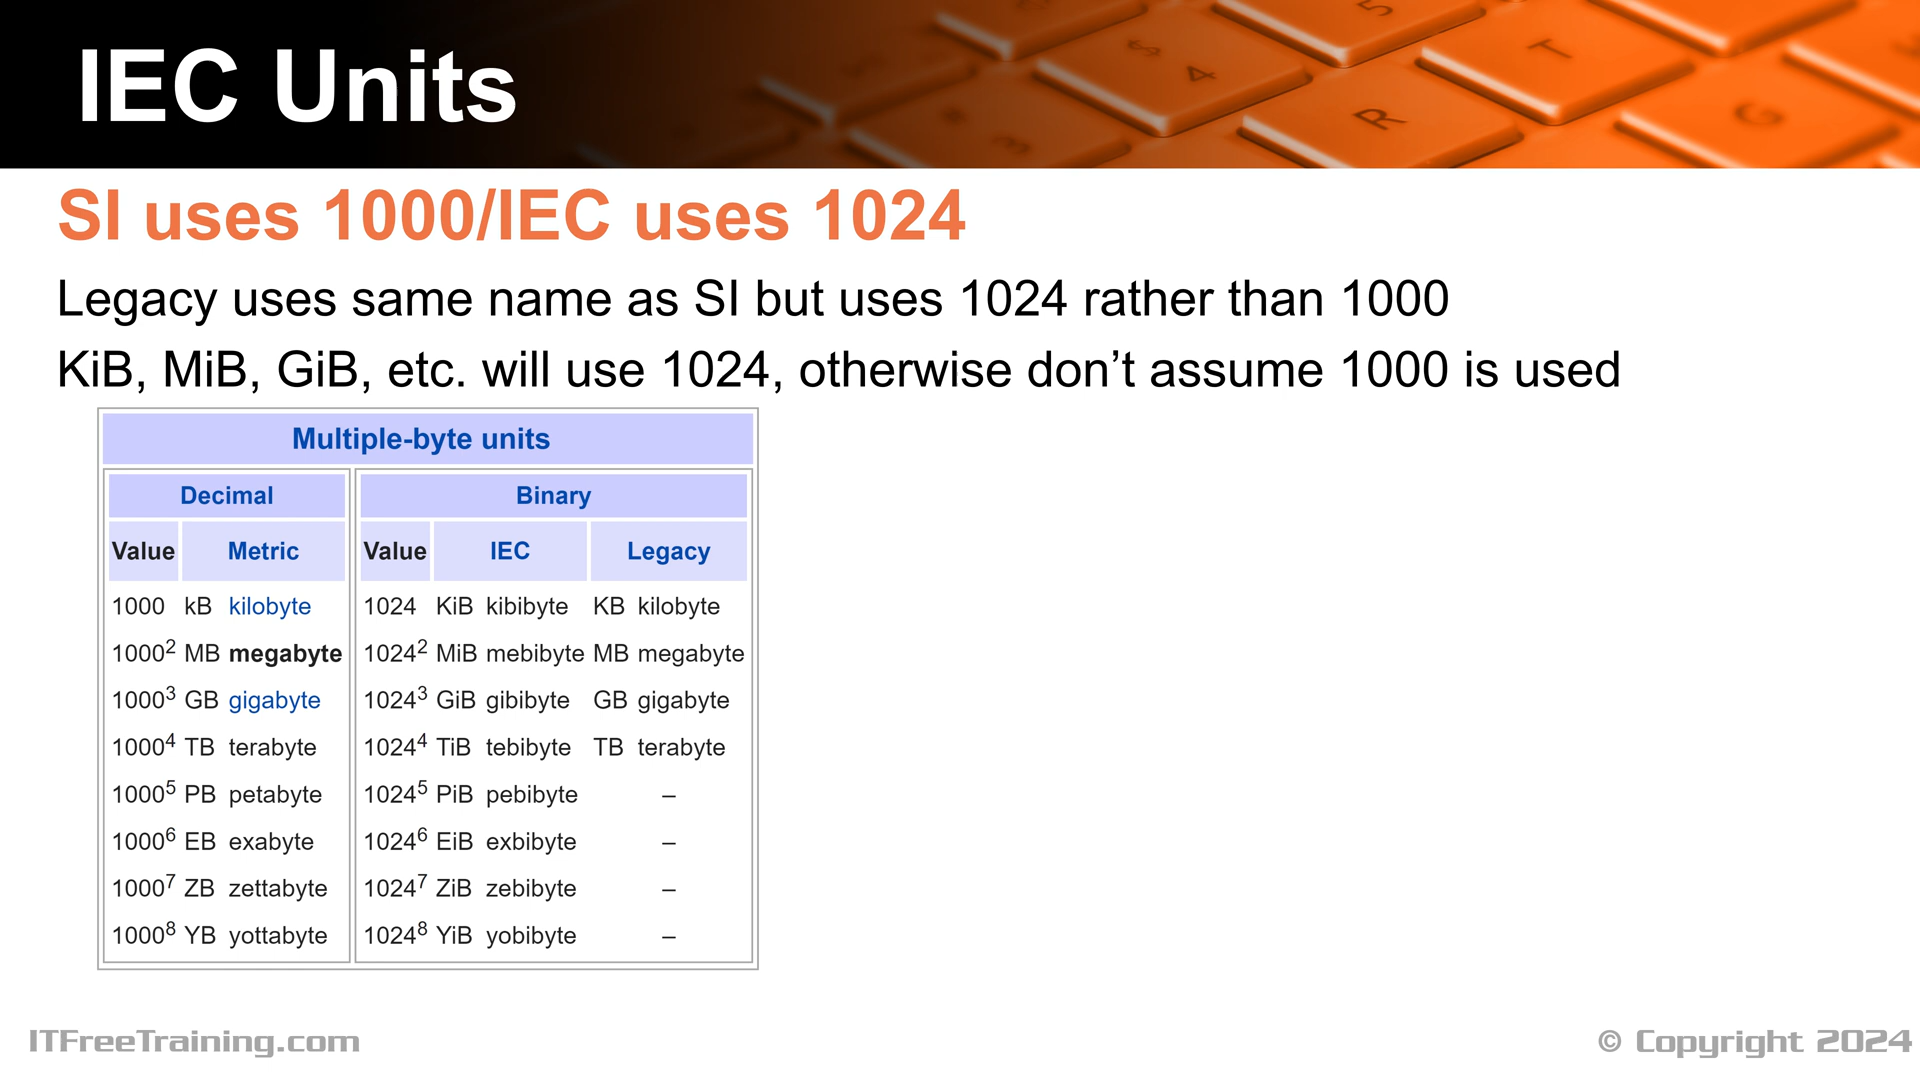 IEC Units
5
$
4
T
R
G
3
SI uses 1000/IEC uses 1024
Legacy uses same name as SI but uses 1024 rather than 1000
KiB, MiB, GiB, etc. will use 1024, otherwise don’t assume 1000 is used
Multiple-byte units
Decimal Binary
Value Metric Value IEC Legacy
1000 kB kilobyte 1024 KiB kibibyte KB kilobyte
1000² MB megabyte 1024² MiB mebibyte MB megabyte
1000³ GB gigabyte 1024³ GiB gibibyte GB gigabyte
1000⁴ TB terabyte 1024⁴ TiB tebibyte TB terabyte
1000⁵ PB petabyte 1024⁵ PiB pebibyte –
1000⁶ EB exabyte 1024⁶ EiB exbibyte –
1000⁷ ZB zettabyte 1024⁷ ZiB zebibyte –
1000⁸ YB yottabyte 1024⁸ YiB yobibyte –
ITFreeTraining.com © Copyright 2024